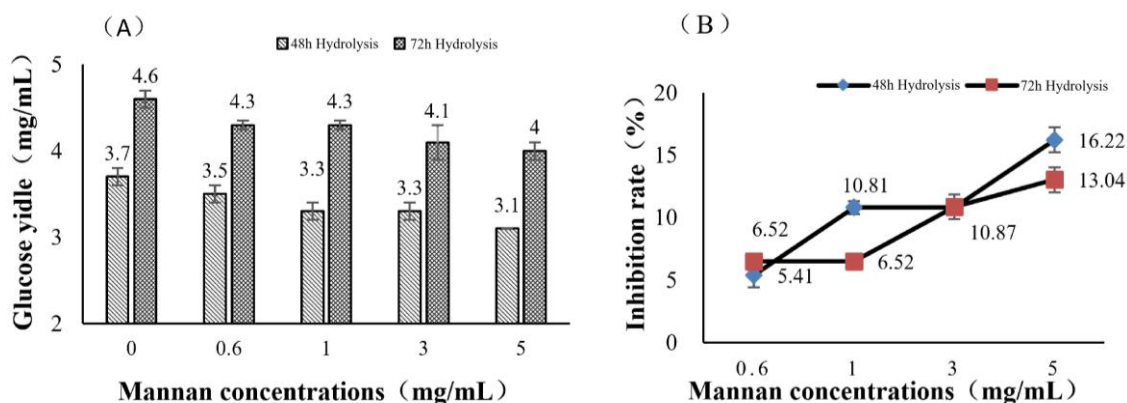 (A)
48h Hydrolysis 72h Hydrolysis
Glucose yidle（mg/mL）
5
4
3
2
3.7
4.6
3.5
4.3
3.3
4.3
3.3
4.1
3.1
4
0 0.6 1 3 5
Mannan concentrations（mg/mL）
(B)
48h Hydrolysis 72h Hydrolysis
Inhibition rate（%）
20
15
10
5
0
6.52
5.41
10.81
6.52
10.87
16.22
13.04
0.6 1 3 5
Mannan concentrations（mg/mL）